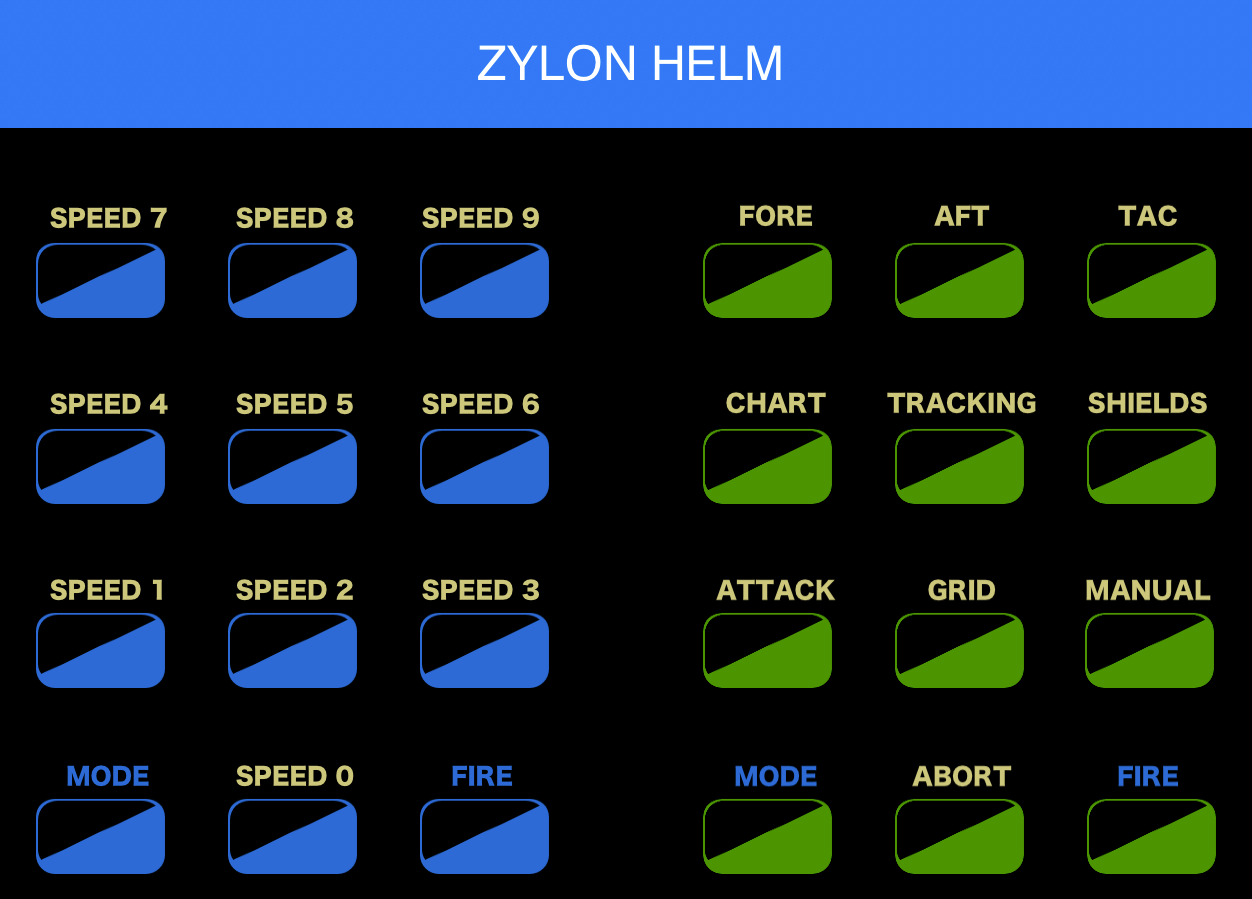 ZYLON HELM
SPEED 7 SPEED 8 SPEED 9 FORE AFT TAC
SPEED 4 SPEED 5 SPEED 6 CHART TRACKING SHIELDS
SPEED 1 SPEED 2 SPEED 3 ATTACK GRID MANUAL
MODE SPEED 0 FIRE MODE ABORT FIRE